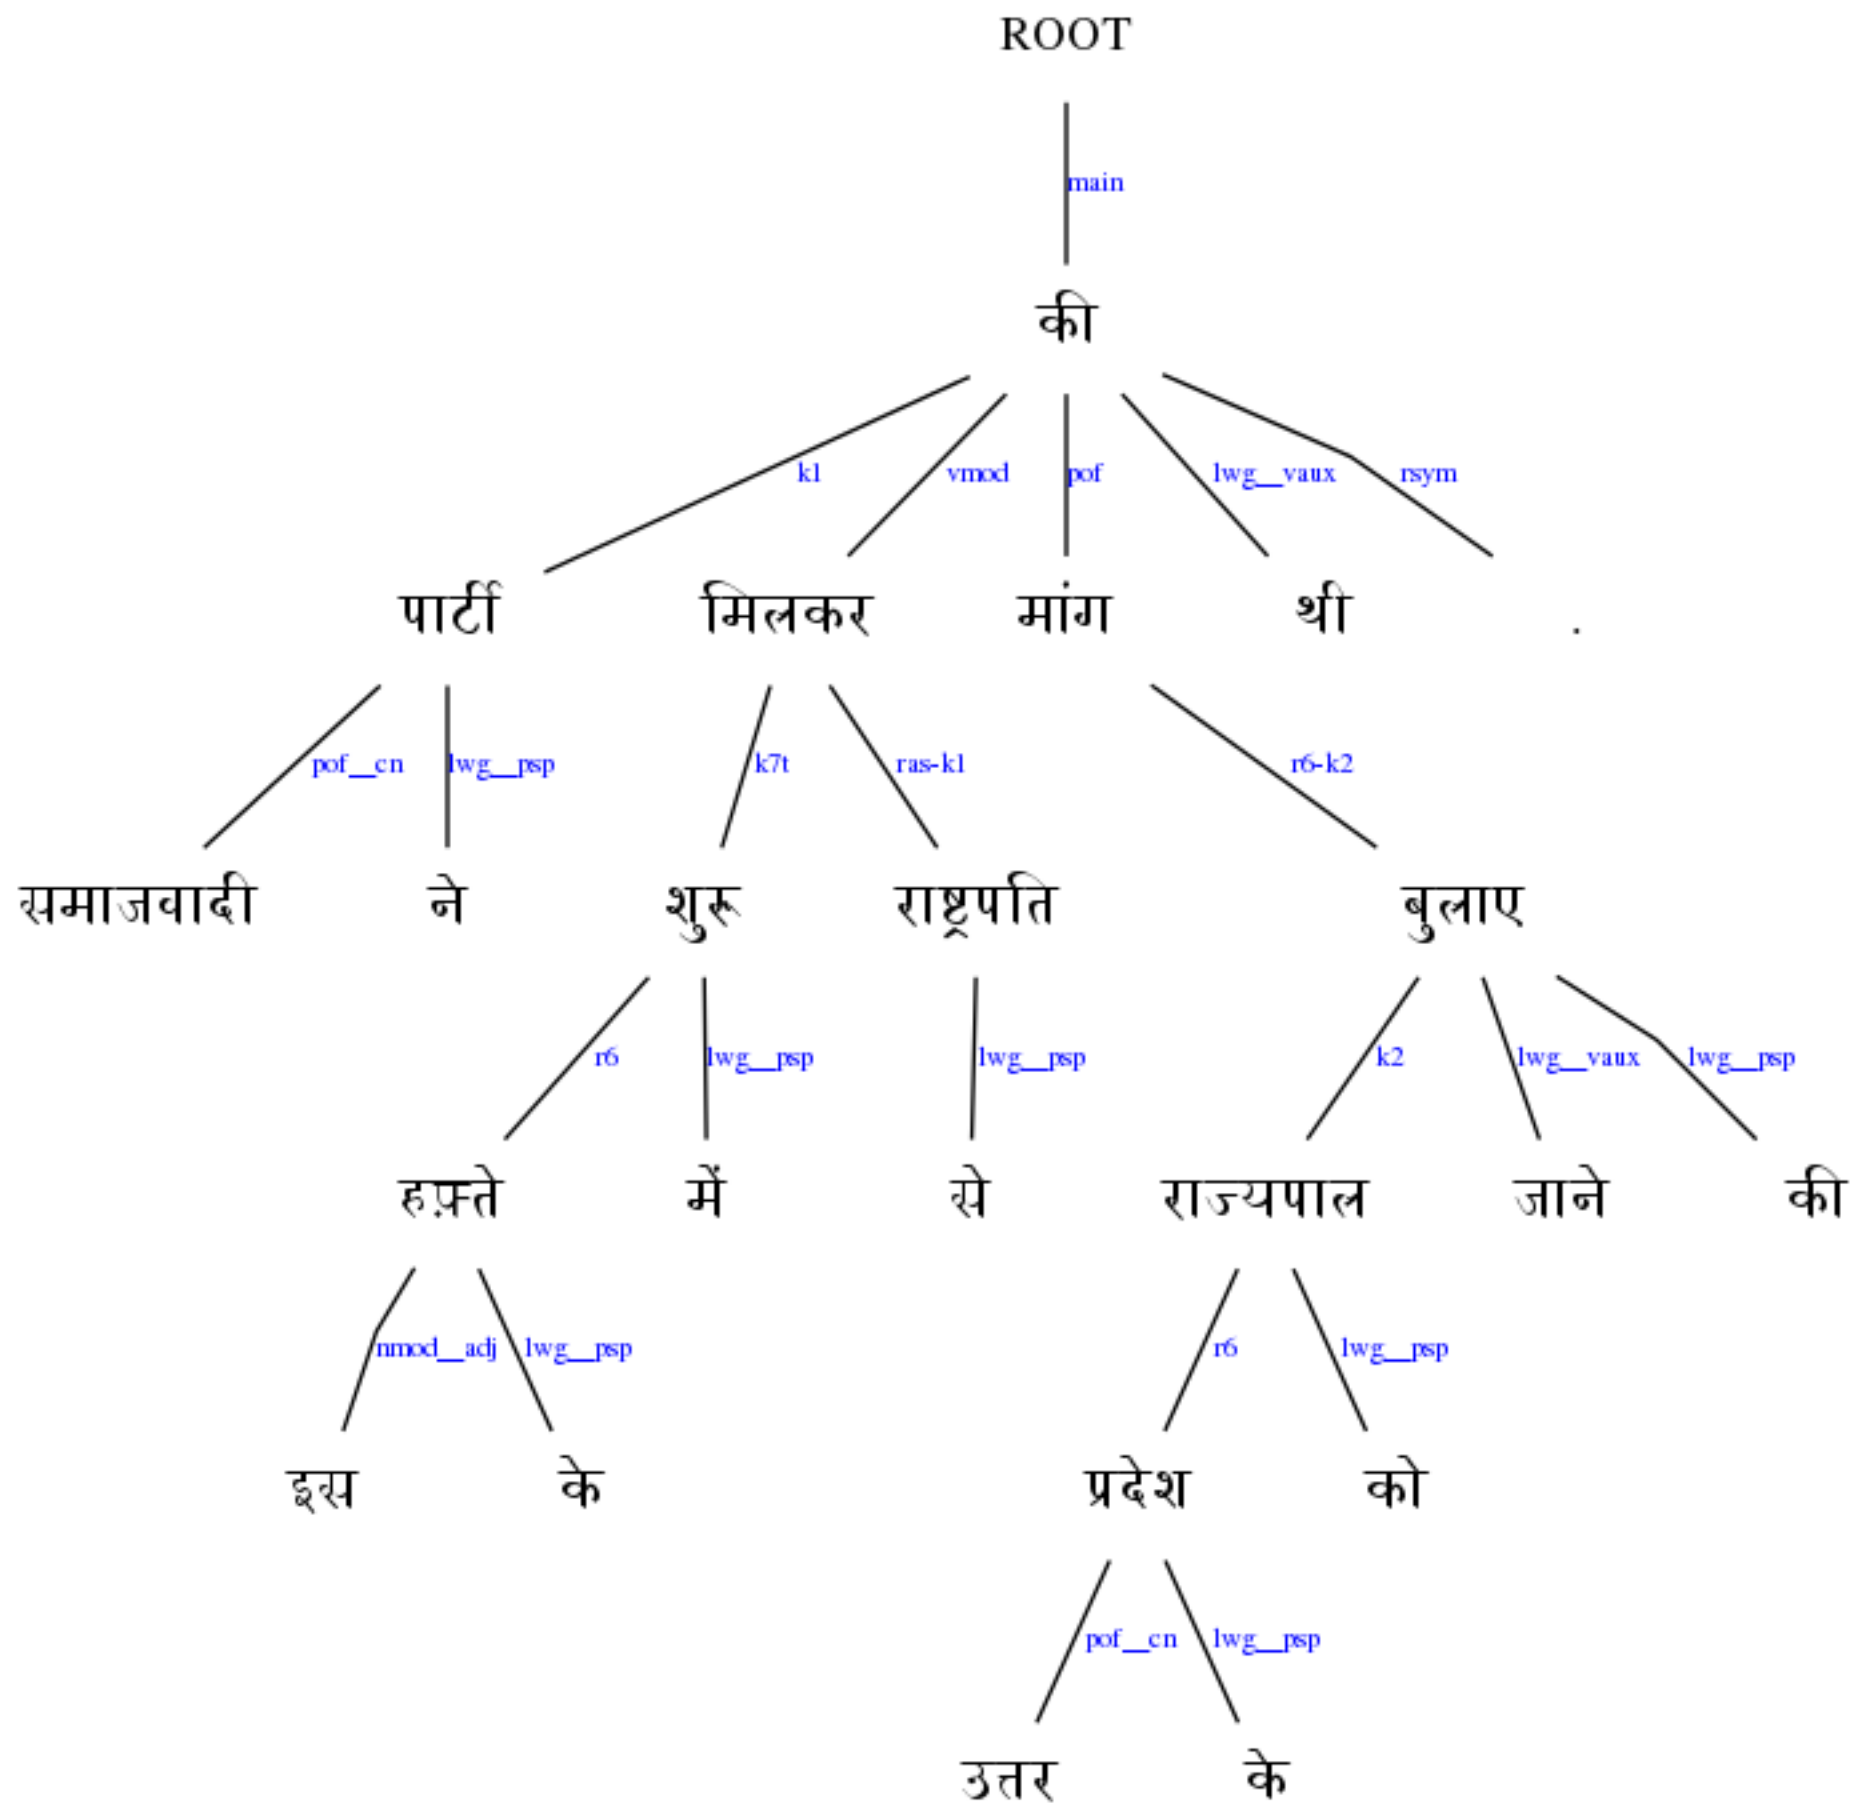 ROOT
main
की
k1 vmod pof lwg__vaux rsym
पार्टी मिलकर मांग थी .
pof__cn lwg__psp k7t ras-k1 r6-k2
समाजवादी ने शुरू राष्ट्रपति बुलाए
r6 lwg__psp lwg__psp k2 lwg__vaux lwg__psp
हफ़्ते में से राज्यपाल जाने की
nmod__adj lwg__psp r6 lwg__psp
इस के प्रदेश को
pof__cn lwg__psp
उत्तर के